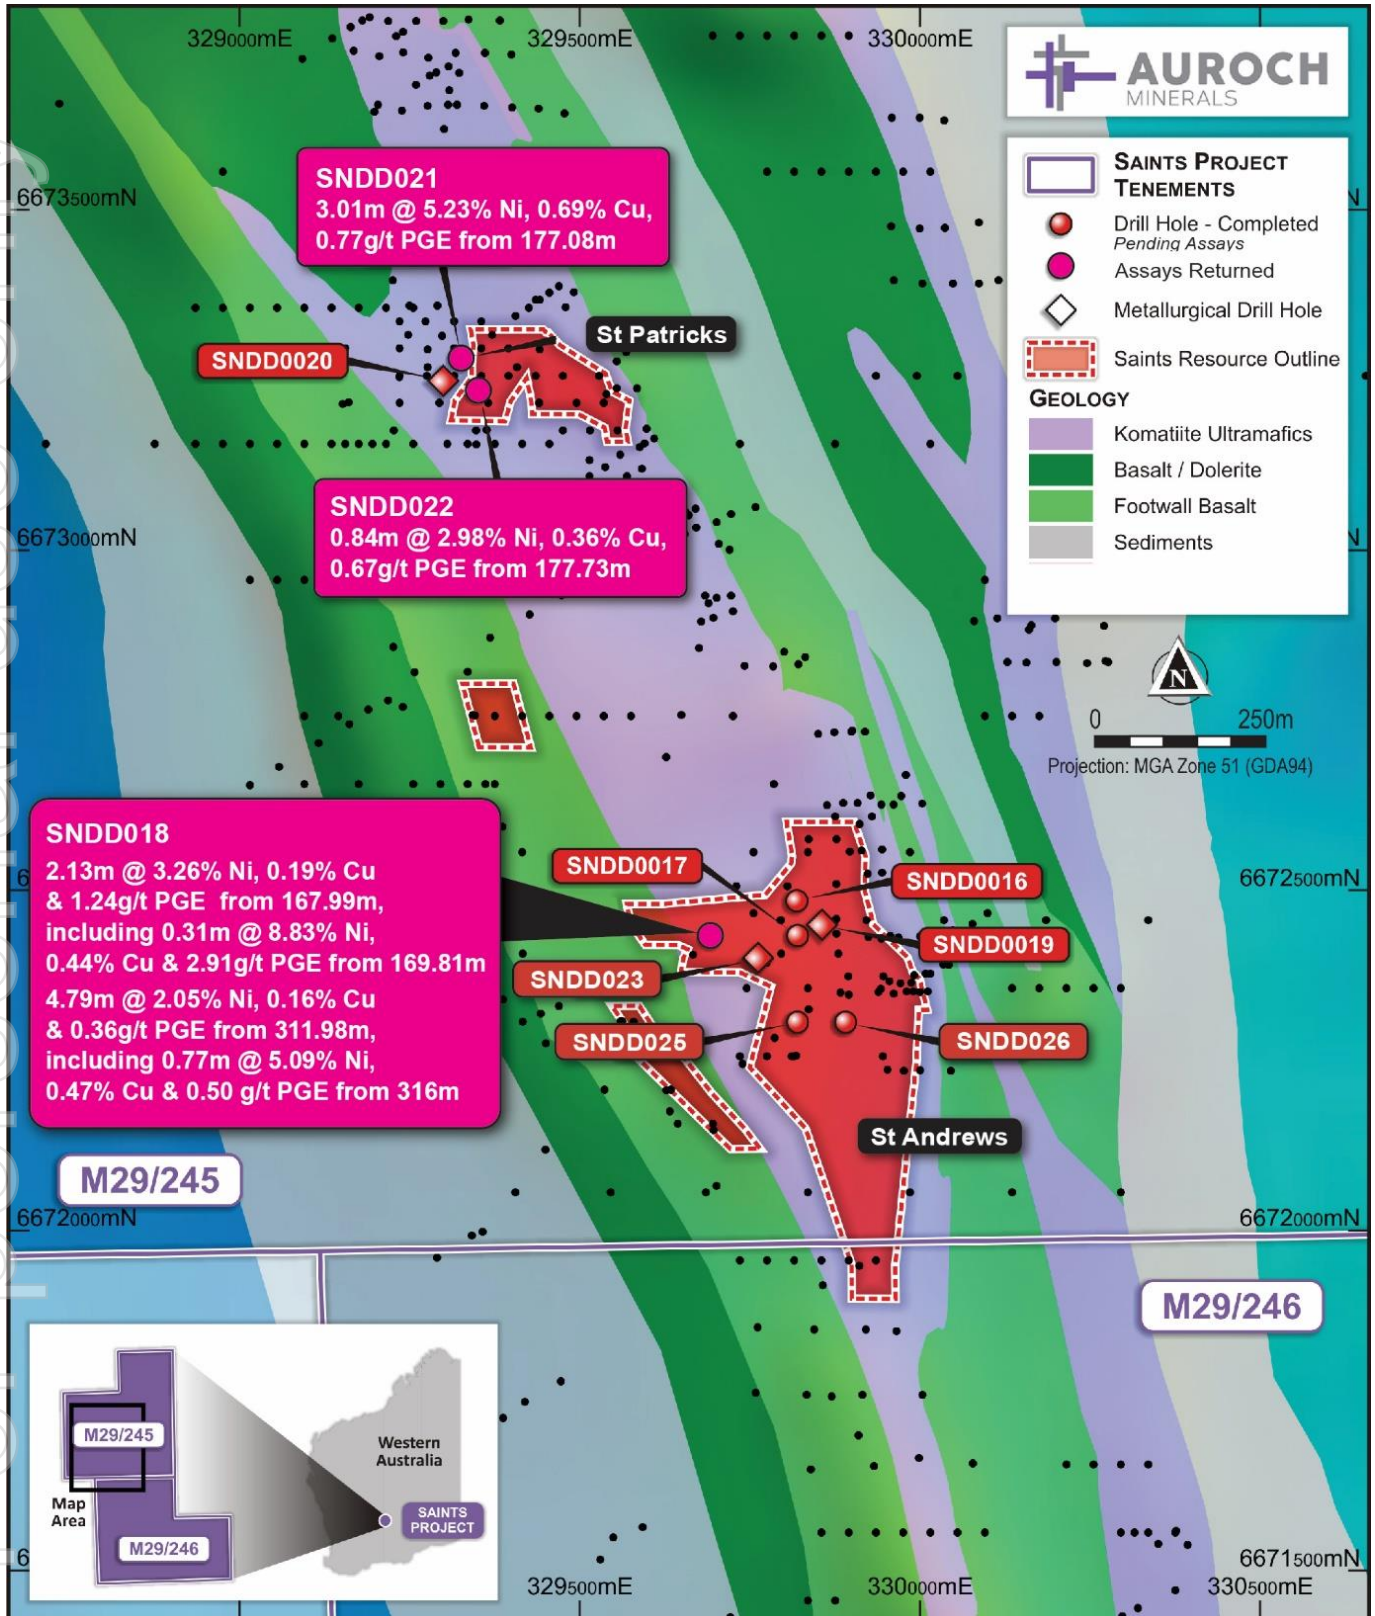 329000mE
329500mE
330000mE
AUROCH
MINERALS
SAINTS PROJECT
TENEMENTS
Drill Hole - Completed
Pending Assays
Assays Returned
Metallurgical Drill Hole
Saints Resource Outline
GEOLOGY
Komatiite Ultramafics
Basalt / Dolerite
Footwall Basalt
Sediments
N
0 250m
Projection: MGA Zone 51 (GDA94)
6673500mN
N
SNDD021
3.01m @ 5.23% Ni, 0.69% Cu,
0.77g/t PGE from 177.08m
St Patricks
SNDD0020
SNDD022
0.84m @ 2.98% Ni, 0.36% Cu,
0.67g/t PGE from 177.73m
6673000mN
N
SNDD018
2.13m @ 3.26% Ni, 0.19% Cu
& 1.24g/t PGE from 167.99m,
including 0.31m @ 8.83% Ni,
0.44% Cu & 2.91g/t PGE from 169.81m
4.79m @ 2.05% Ni, 0.16% Cu
& 0.36g/t PGE from 311.98m,
including 0.77m @ 5.09% Ni,
0.47% Cu & 0.50 g/t PGE from 316m
SNDD0017
SNDD0016
6
6672500mN
SNDD0019
SNDD023
SNDD025
SNDD026
St Andrews
M29/245
6672000mN
6672000mN
M29/246
M29/245
Map
Area
M29/246
Western
Australia
SAINTS
PROJECT
6
6671500mN
329500mE
330000mE
330500mE